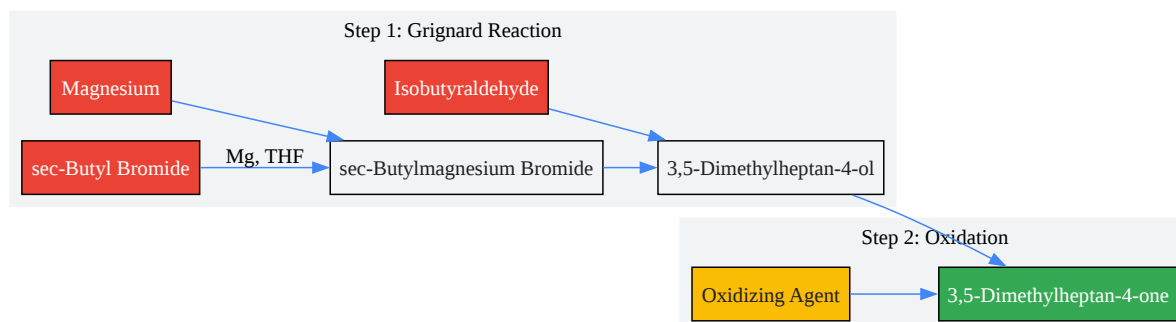 Step 1: Grignard Reaction
Magnesium
Isobutyraldehyde
sec-Butyl Bromide
Mg, THF
sec-Butylmagnesium Bromide
3,5-Dimethylheptan-4-ol
Step 2: Oxidation
Oxidizing Agent
3,5-Dimethylheptan-4-one